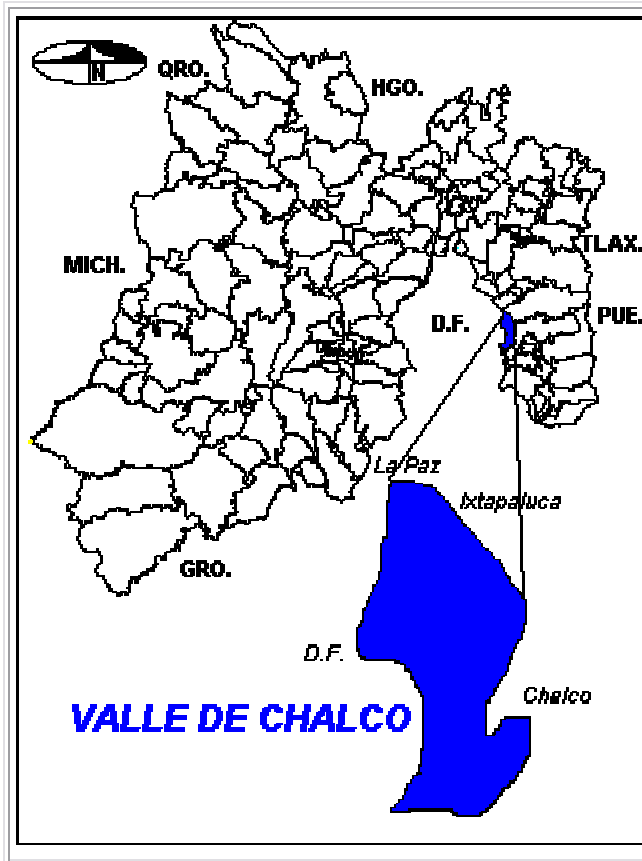 N
QRO.
HGO.
TLAX.
MICH.
PUE.
D.F.
La Paz
Ixtapaluca
GRO.
D.F.
Chalco
VALLE DE CHALCO